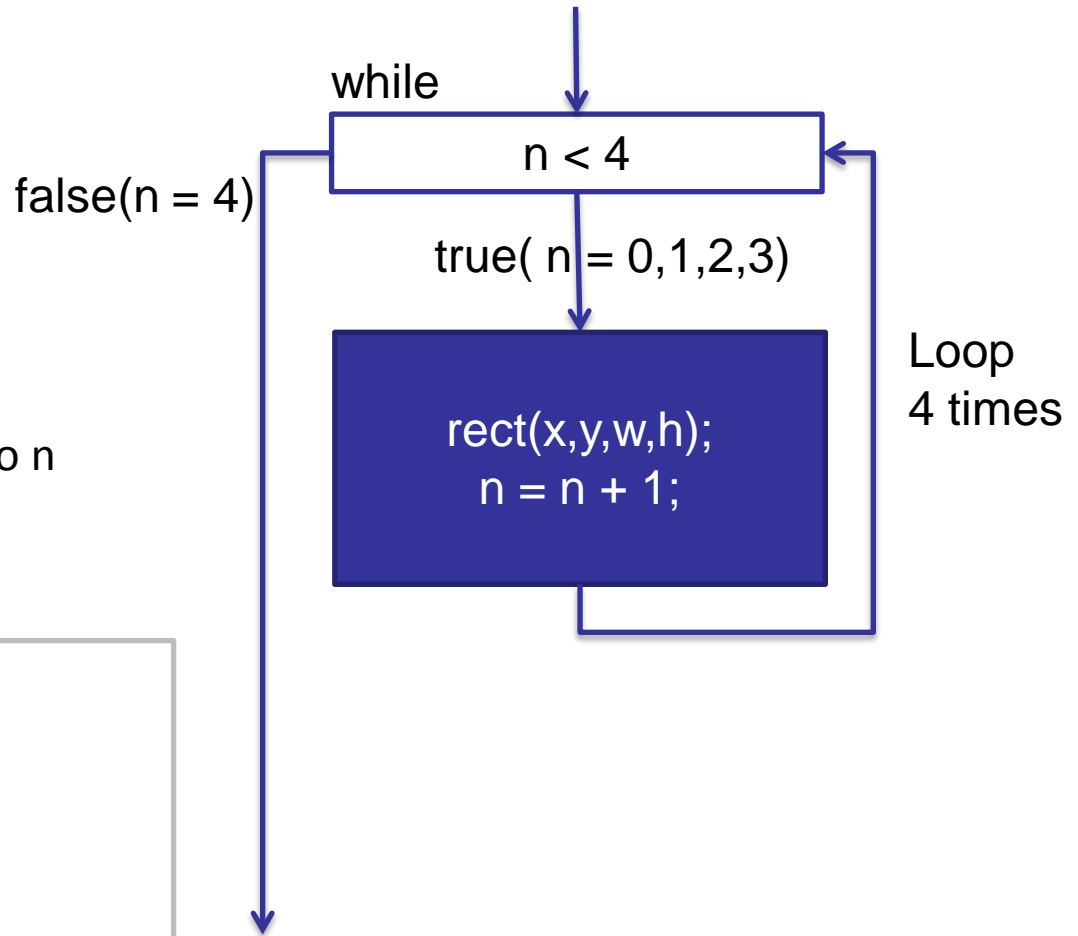 while
n < 4
false(n = 4)
true( n = 0,1,2,3)
Loop
4 times
rect(x,y,w,h);
n = n + 1;
o n